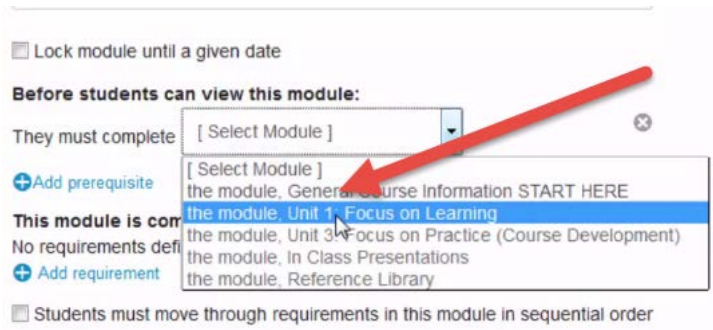 Lock module until a given date
Before students can view this module:
They must complete [ Select Module ]
[ Select Module ]
Add prerequisite
the module, General Course Information START HERE
This module is com
the module, Unit 1: Focus on Learning
No requirements defi
the module, Unit 3: Focus on Practice (Course Development)
the module, In Class Presentations
Add requirement
the module, Reference Library
Students must move through requirements in this module in sequential order